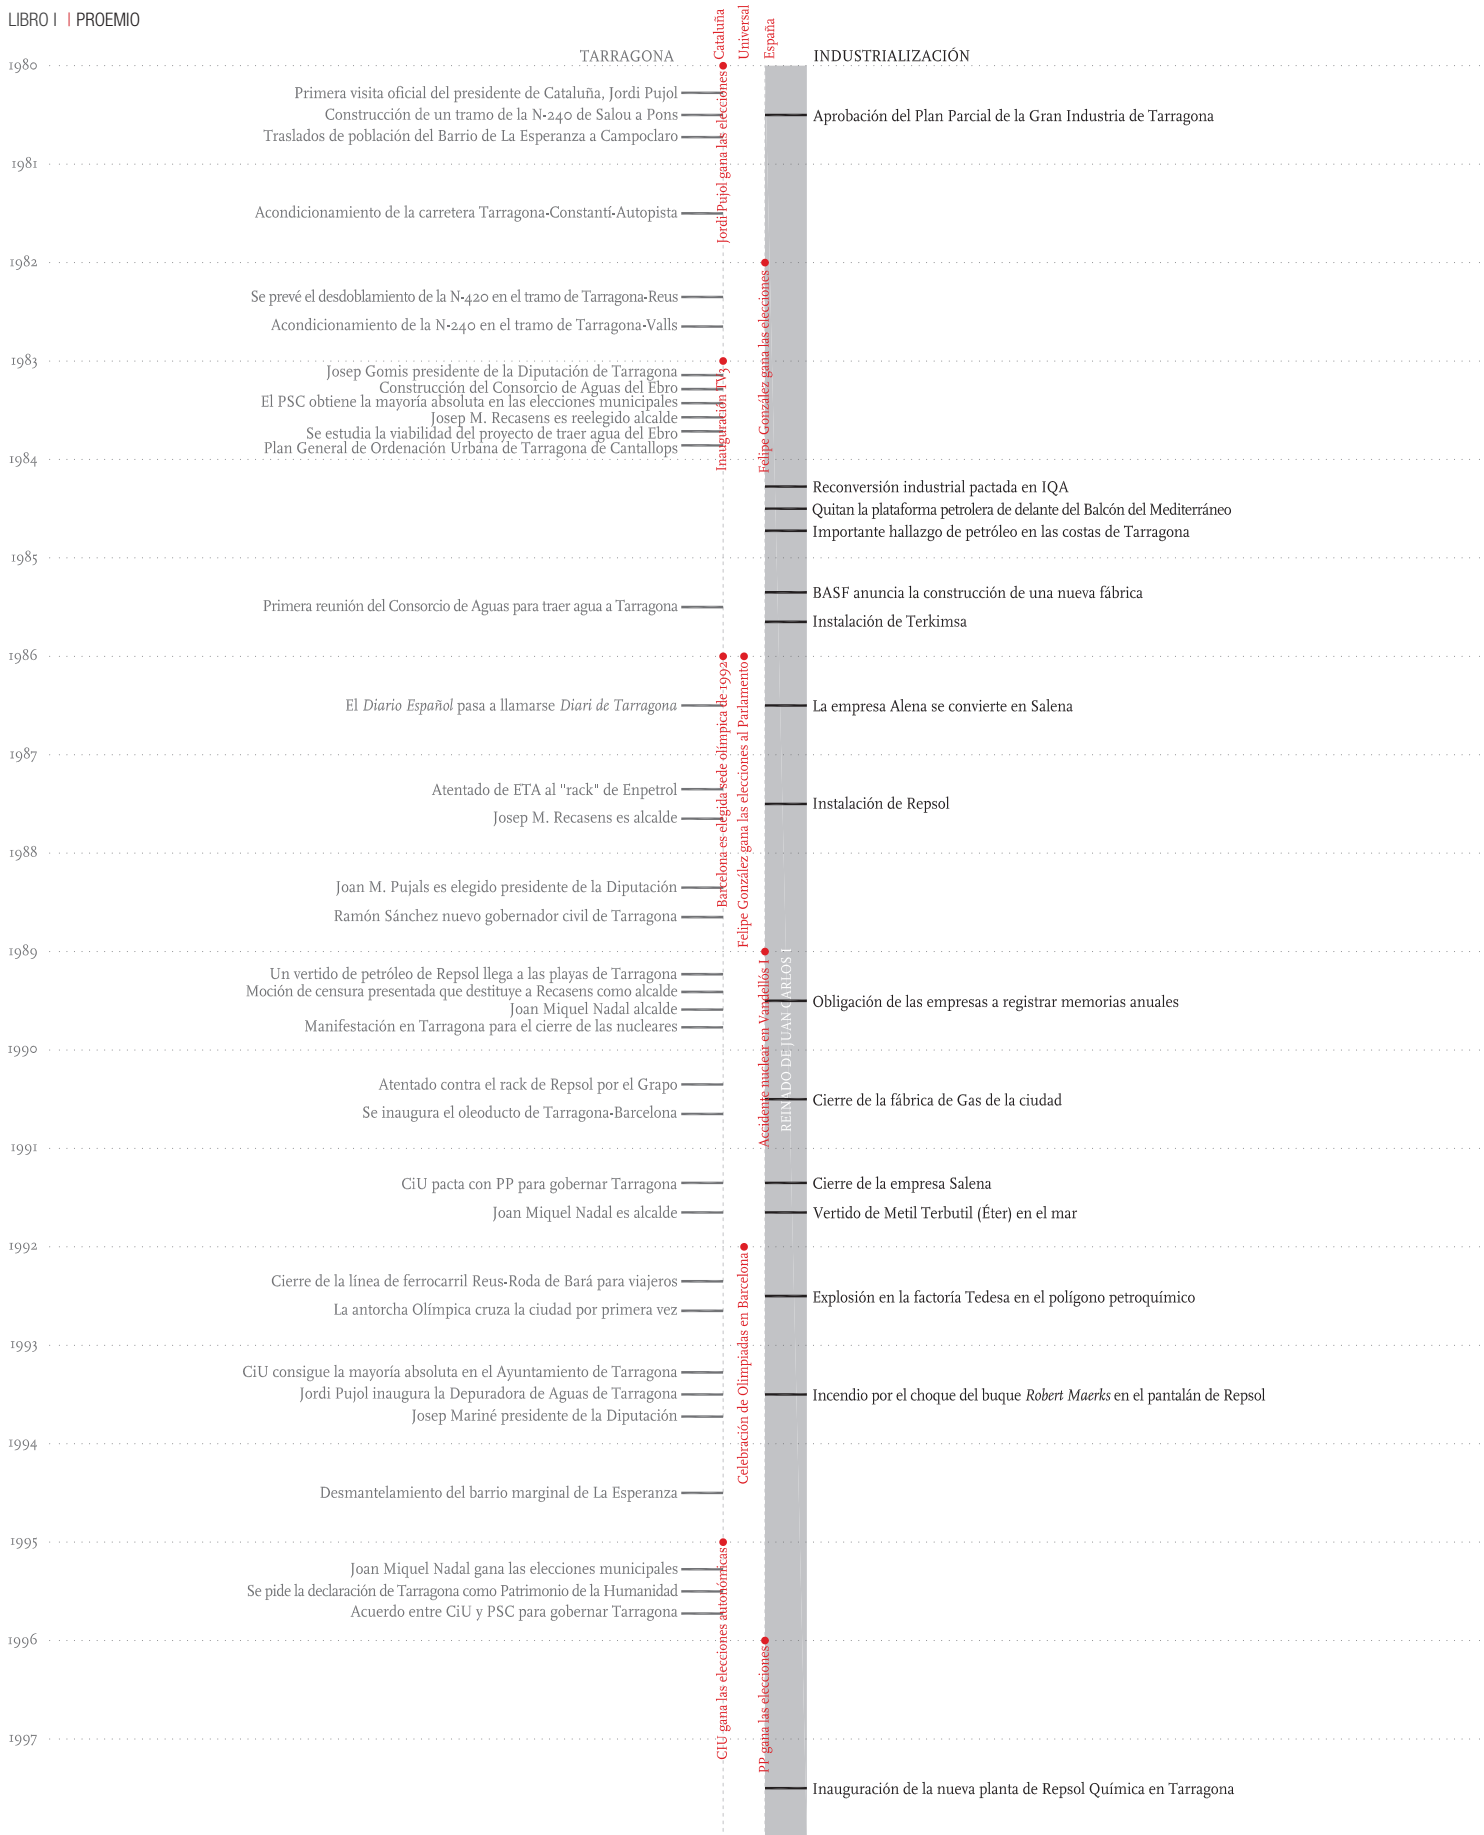 LIBRO I | PROEMIO
Cataluña
Universal
España
TARRAGONA
INDUSTRIALIZACIÓN
1980
Jordi Pujol gana las elecciones
Primera visita oficial del presidente de Cataluña, Jordi Pujol
Construcción de un tramo de la N-240 de Salou a Pons
Aprobación del Plan Parcial de la Gran Industria de Tarragona
Traslados de población del Barrio de La Esperanza a Campoclaro
1981
Acondicionamiento de la carretera Tarragona-Constantí-Autopista
1982
Felipe González gana las elecciones
Se prevé el desdoblamiento de la N-420 en el tramo de Tarragona-Reus
Acondicionamiento de la N-240 en el tramo de Tarragona-Valls
1983
Inauguración TV3
Josep Gomis presidente de la Diputación de Tarragona
Construcción del Consorcio de Aguas del Ebro
El PSC obtiene la mayoría absoluta en las elecciones municipales
Josep M. Recasens es reelegido alcalde
Se estudia la viabilidad del proyecto de traer agua del Ebro
Plan General de Ordenación Urbana de Tarragona de Cantallops
1984
Reconversión industrial pactada en IQA
Quitan la plataforma petrolera de delante del Balcón del Mediterráneo
Importante hallazgo de petróleo en las costas de Tarragona
1985
BASF anuncia la construcción de una nueva fábrica
Primera reunión del Consorcio de Aguas para traer agua a Tarragona
Instalación de Terkimsa
1986
Barcelona es elegida sede olímpica de 1992
Felipe González gana las elecciones al Parlamento
El Diario Español pasa a llamarse Diari de Tarragona
La empresa Alena se convierte en Salena
1987
Atentado de ETA al "rack" de Enpetrol
Instalación de Repsol
Josep M. Recasens es alcalde
1988
Joan M. Pujals es elegido presidente de la Diputación
Ramón Sánchez nuevo gobernador civil de Tarragona
1989
Accidente nuclear en Vandellós I
REINADO DE JUAN CARLOS I
Un vertido de petróleo de Repsol llega a las playas de Tarragona
Moción de censura presentada que destituye a Recasens como alcalde
Obligación de las empresas a registrar memorias anuales
Joan Miquel Nadal alcalde
Manifestación en Tarragona para el cierre de las nucleares
1990
Atentado contra el rack de Repsol por el Grapo
Cierre de la fábrica de Gas de la ciudad
Se inaugura el oleoducto de Tarragona-Barcelona
1991
CiU pacta con PP para gobernar Tarragona
Cierre de la empresa Salena
Joan Miquel Nadal es alcalde
Vertido de Metil Terbutil (Éter) en el mar
1992
Celebración de Olimpiadas en Barcelona
Cierre de la línea de ferrocarril Reus-Roda de Bará para viajeros
Explosión en la factoría Tedesa en el polígono petroquímico
La antorcha Olímpica cruza la ciudad por primera vez
1993
CiU consigue la mayoría absoluta en el Ayuntamiento de Tarragona
Jordi Pujol inaugura la Depuradora de Aguas de Tarragona
Incendio por el choque del buque Robert Maerks en el pantalán de Repsol
Josep Mariné presidente de la Diputación
1994
Desmantelamiento del barrio marginal de La Esperanza
1995
CIU gana las elecciones autonómicas
Joan Miquel Nadal gana las elecciones municipales
Se pide la declaración de Tarragona como Patrimonio de la Humanidad
Acuerdo entre CiU y PSC para gobernar Tarragona
1996
PP gana las elecciones
1997
Inauguración de la nueva planta de Repsol Química en Tarragona